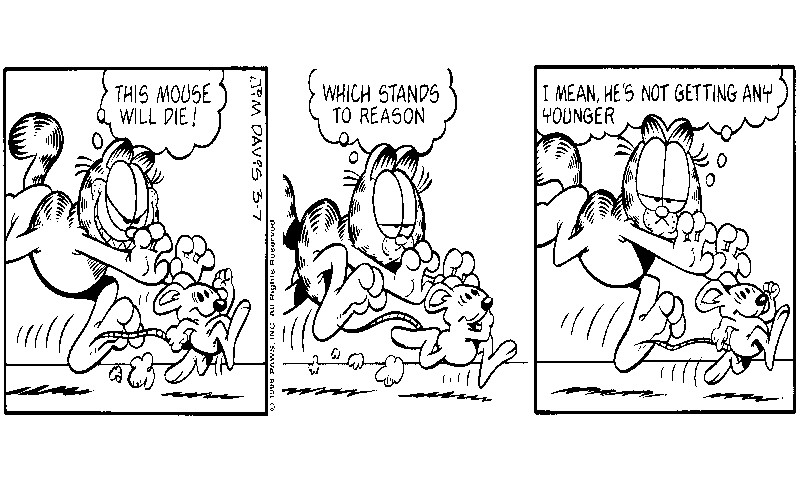 THIS MOUSE
WILL DIE!
JIM DAVIS 3-7
© 1998 PAWS, INC. All Rights Reserved
WHICH STANDS
TO REASON
I MEAN, HE'S NOT GETTING ANY
YOUNGER